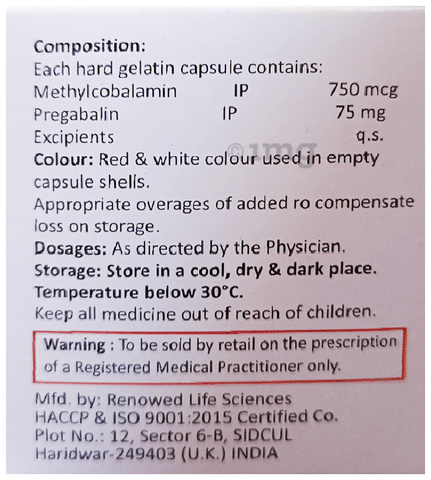 Composition:
Each hard gelatin capsule contains:
Methylcobalamin IP 750 mcg
Pregabalin IP 75 mg
Excipients q.s.
©1mg
Colour: Red & white colour used in empty
capsule shells.
Appropriate overages of added ro compensate
loss on storage.
Dosages: As directed by the Physician.
Storage: Store in a cool, dry & dark place.
Temperature below 30°C.
Keep all medicine out of reach of children.
Warning : To be sold by retail on the prescription
of a Registered Medical Practitioner only.
Mfd. by: Renowed Life Sciences
HACCP & ISO 9001:2015 Certified Co.
Plot No.: 12, Sector 6-B, SIDCUL
Haridwar-249403 (U.K.) INDIA